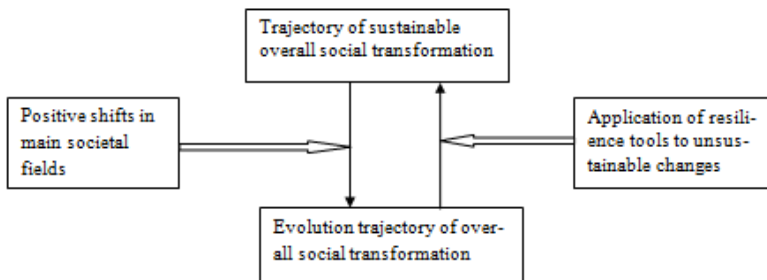 Trajectory of sustainable
overall social transformation
Positive shifts in
main societal
fields
Application of resili-
ence tools to unsus-
tainable changes
Evolution trajectory of over-
all social transformation